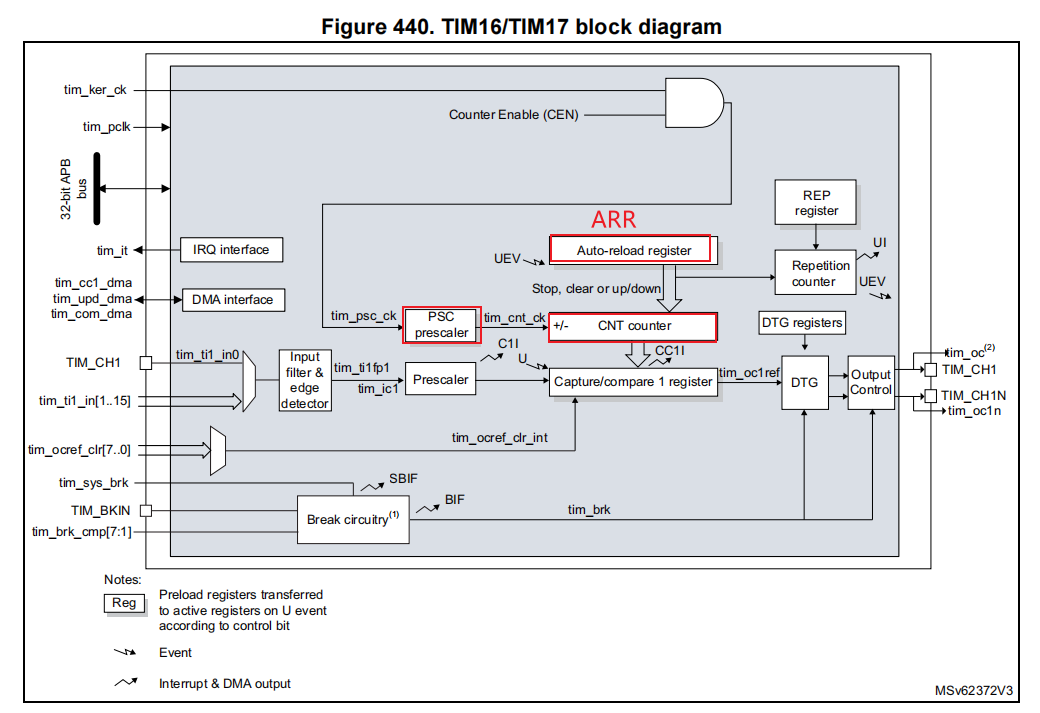 Figure 440. TIM16/TIM17 block diagram
tim_ker_ck
Counter Enable (CEN)
tim_pclk
32-bit APB
bus
REP
register
ARR
tim_it
IRQ interface
Auto-reload register
UI
UEV
Repetition
counter
UEV
tim_cc1_dma
tim_upd_dma
tim_com_dma
DMA interface
Stop, clear or up/down
tim_psc_ck
PSC
prescaler
tim_cnt_ck
+/-
CNT counter
DTG registers
C1I
U
CC1I
TIM_CH1
tim_ti1_in0
Input
filter &
edge
detector
tim_ti1fp1
tim_ic1
Prescaler
Capture/compare 1 register
tim_oc1ref
DTG
Output
Control
tim_oc(2)
TIM_CH1
TIM_CH1N
tim_oc1n
tim_ti1_in[1..15]
tim_ocref_clr_int
tim_ocref_clr[7..0]
tim_sys_brk
SBIF
TIM_BKIN
BIF
Break circuitry(1)
tim_brk
tim_brk_cmp[7:1]
Notes:
Reg
Preload registers transferred
to active registers on U event
according to control bit
Event
Interrupt & DMA output
MSv62372V3